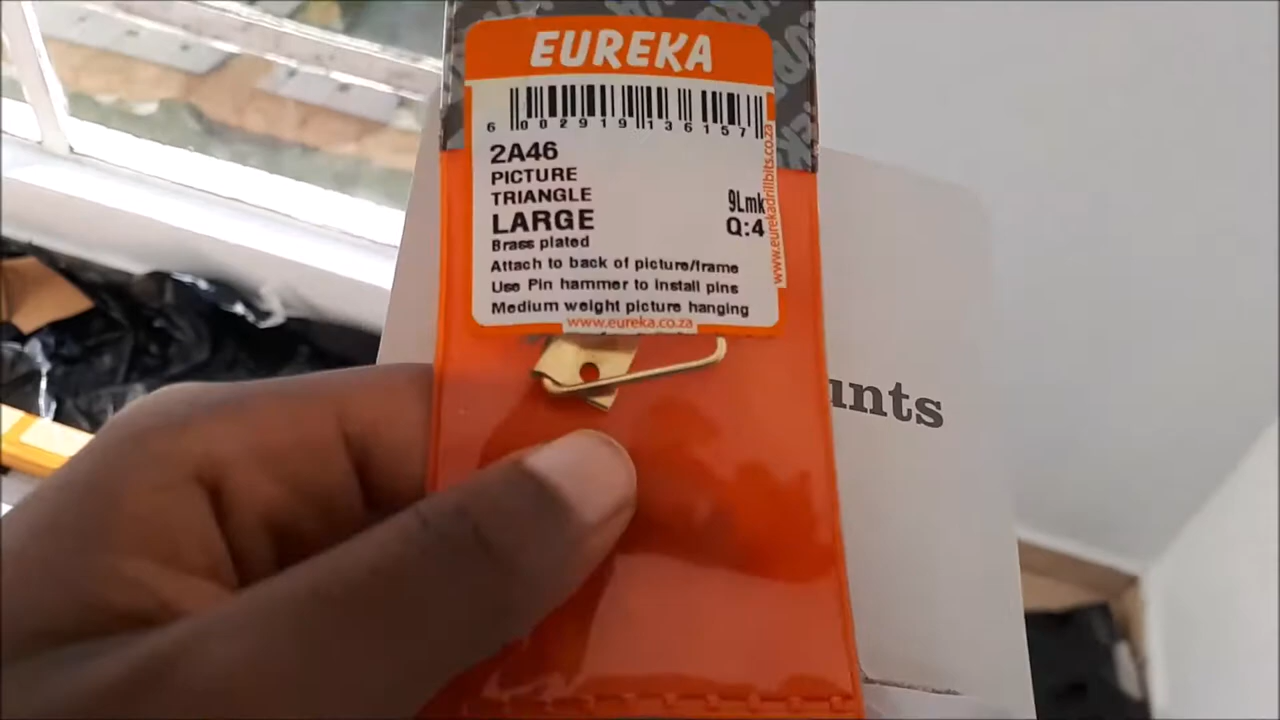 EUREKA
6 002919 136157
2A46
PICTURE
TRIANGLE
LARGE
9Lmk
Q:4
Brass plated
Attach to back of picture/frame
Use Pin hammer to install pins
Medium weight picture hanging
www.eureka.co.za
www.eurekadrillbits.co.za
unts